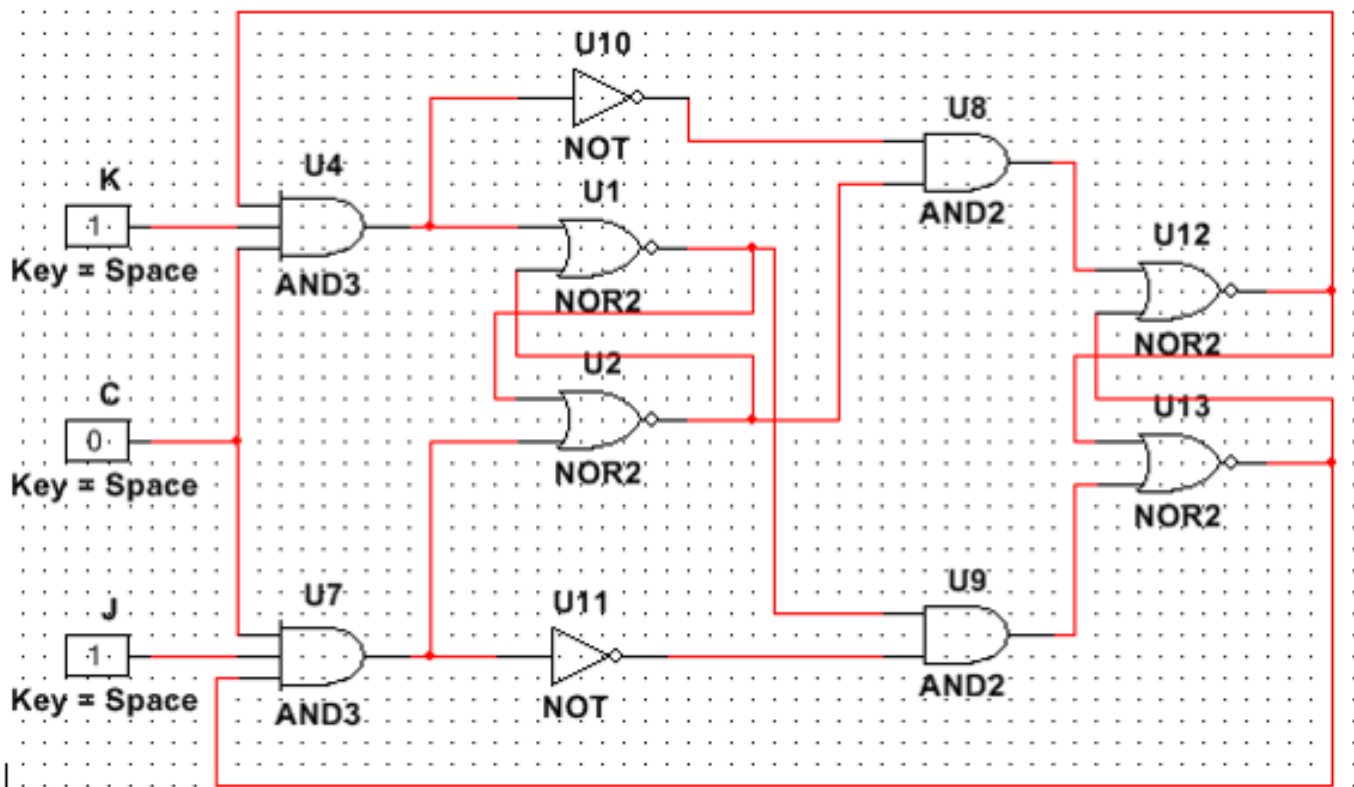 U10
NOT
U8
AND2
K
1
Key = Space
U4
AND3
U1
NOR2
U12
NOR2
U2
NOR2
C
0
Key = Space
U13
NOR2
J
1
Key = Space
U7
AND3
U11
NOT
U9
AND2